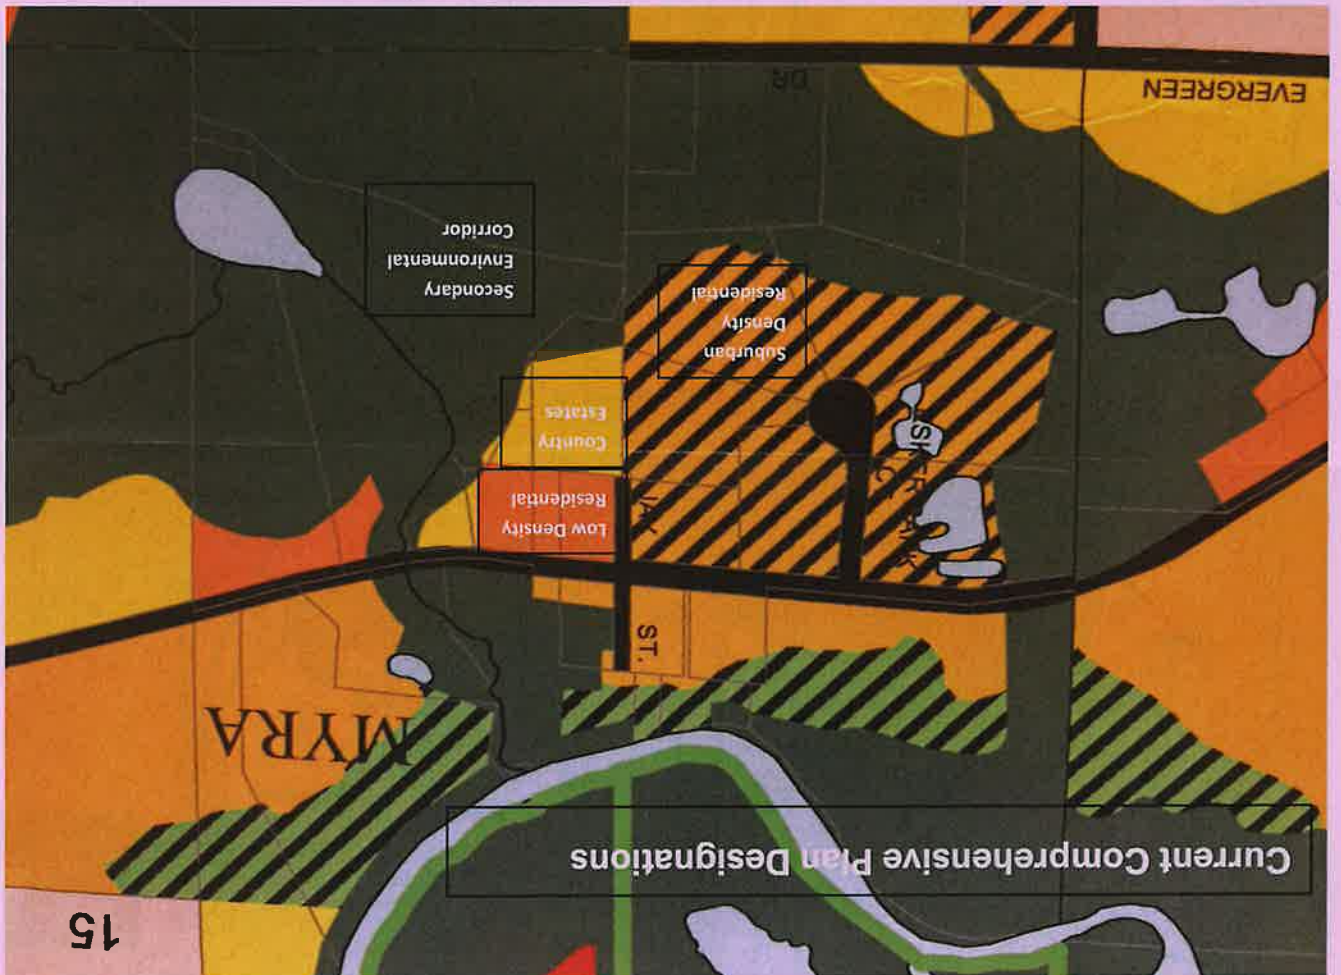 15
Current Comprehensive Plan Designations
MYRA
ST.
Low Density
Residential
Country
Estates
Suburban
Density
Residential
Secondary
Environmental
Corridor
EVERGREEN
DR